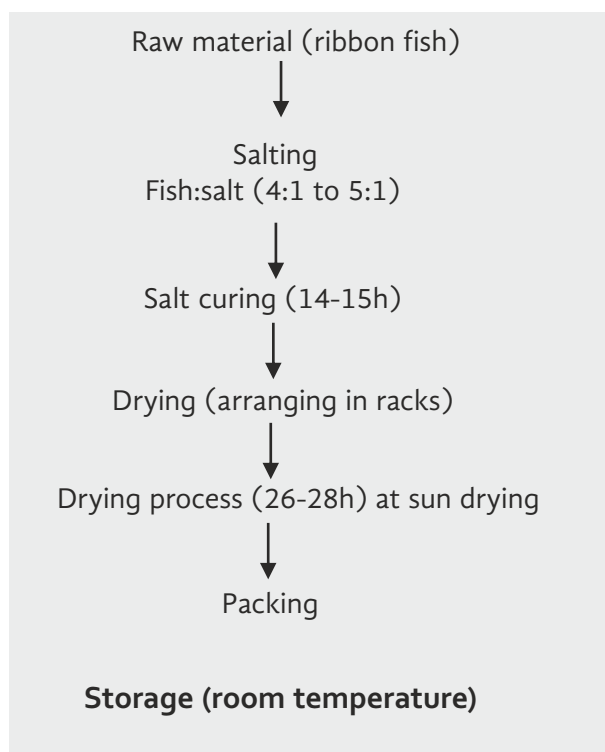 Raw material (ribbon fish)
Salting
Fish:salt (4:1 to 5:1)
Salt curing (14-15h)
Drying (arranging in racks)
Drying process (26-28h) at sun drying
Packing
Storage (room temperature)